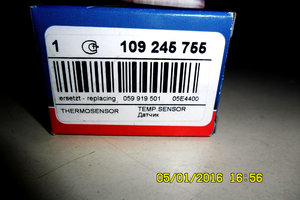 1 109 245 755
ersetzt - replacing 059 919 501 05E4400
THERMOSENSOR TEMP.SENSOR
Датчик
05/01/2016 16:56